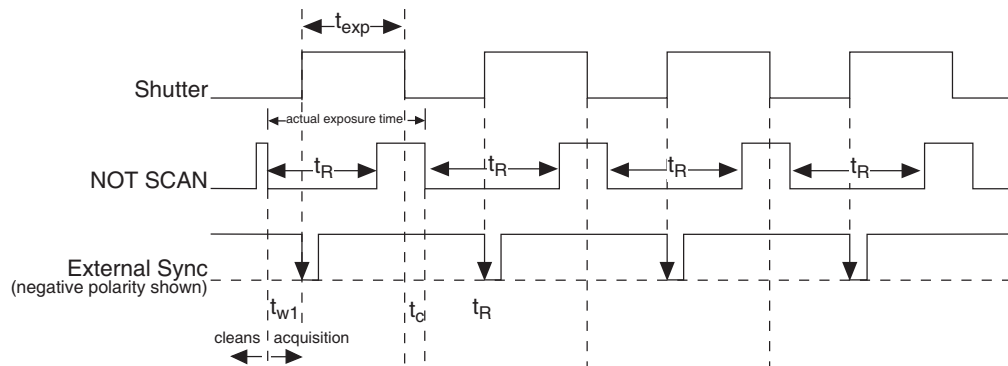 t_exp
Shutter
actual exposure time
NOT SCAN
t_R t_R t_R t_R
External Sync
(negative polarity shown)
t_w1 t_c t_R
cleans acquisition